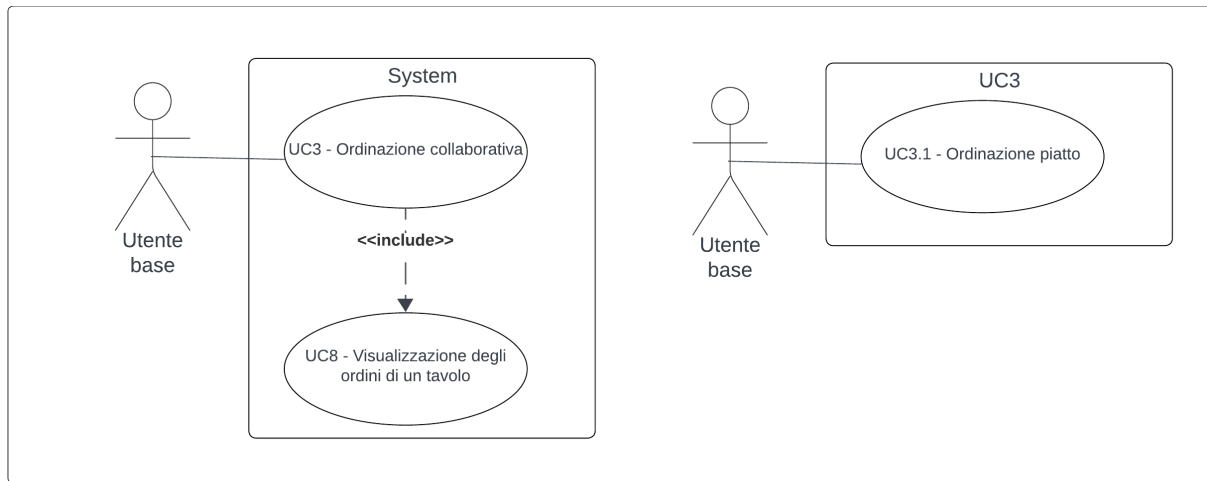 System
UC3 - Ordinazione collaborativa
<<include>>
UC8 - Visualizzazione degli
ordini di un tavolo
Utente
base
UC3
UC3.1 - Ordinazione piatto
Utente
base